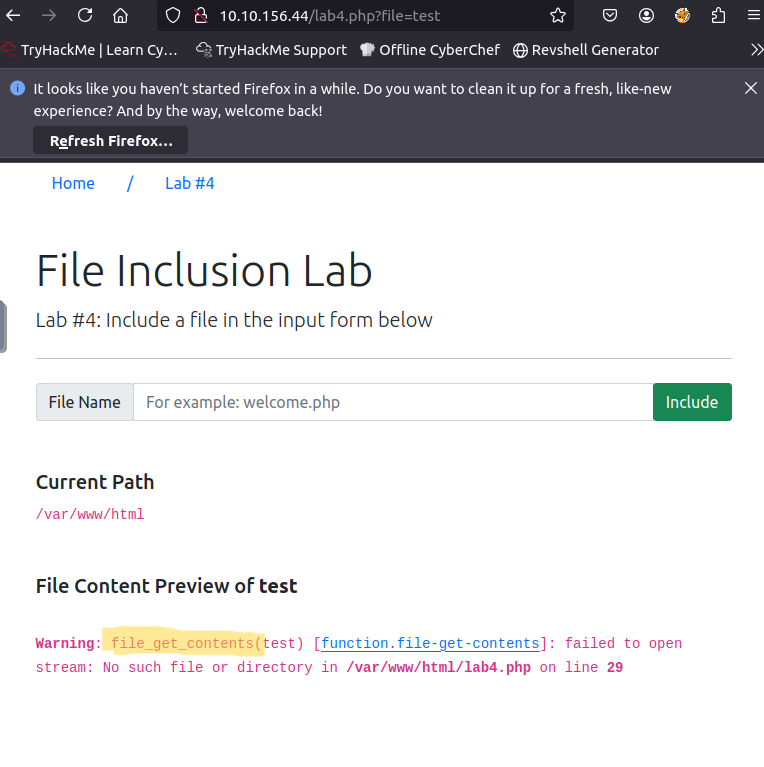 10.10.156.44/lab4.php?file=test
TryHackMe | Learn Cy… TryHackMe Support Offline CyberChef Revshell Generator
It looks like you haven’t started Firefox in a while. Do you want to clean it up for a fresh, like-new
experience? And by the way, welcome back!
Refresh Firefox…
Home / Lab #4
File Inclusion Lab
Lab #4: Include a file in the input form below
File Name For example: welcome.php Include
Current Path
/var/www/html
File Content Preview of test
Warning: file_get_contents(test) [function.file-get-contents]: failed to open
stream: No such file or directory in /var/www/html/lab4.php on line 29